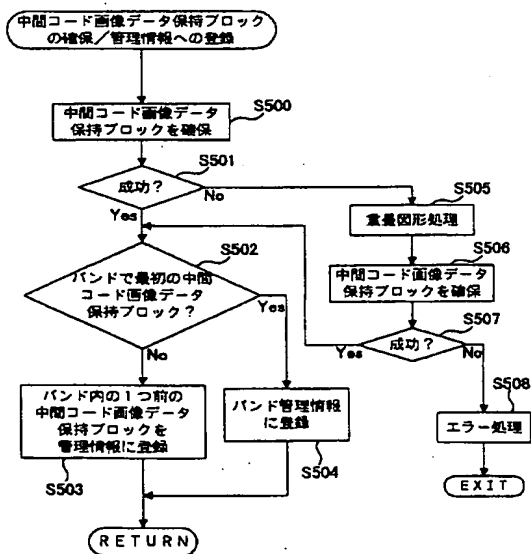 中間コード画像データ保持ブロック
の確保／管理情報への登録
S500
中間コード画像データ
保持ブロックを確保
S501
成功？
Yes
No
S505
重畳図形処理
S506
中間コード画像データ
保持ブロックを確保
S507
成功？
Yes
No
S508
エラー処理
EXIT
S502
バンドで最初の中間
コード画像データ
保持ブロック？
Yes
No
バンド内の１つ前の
中間コード画像データ
保持ブロックを
管理情報に登録
S503
バンド管理情報
に登録
S504
RETURN